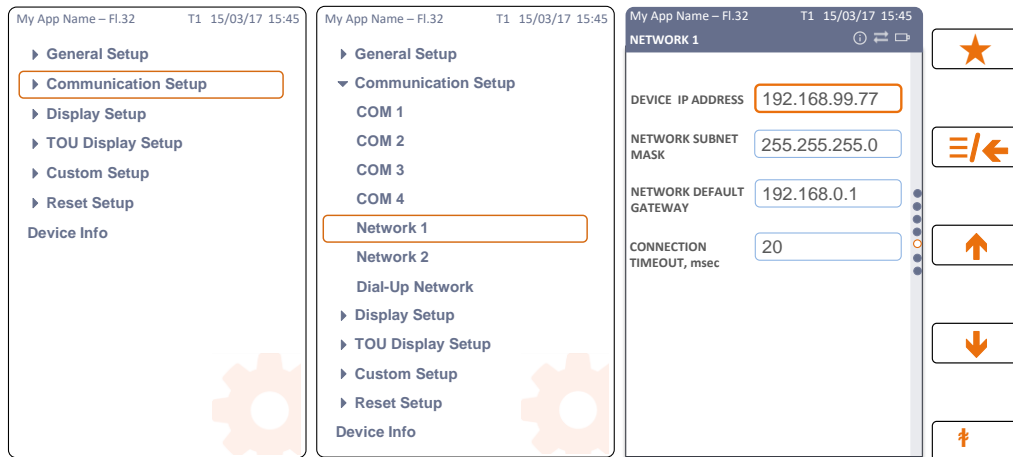 My App Name – Fl.32 T1 15/03/17 15:45
General Setup
Communication Setup
Display Setup
TOU Display Setup
Custom Setup
Reset Setup
Device Info
My App Name – Fl.32 T1 15/03/17 15:45
General Setup
Communication Setup
COM 1
COM 2
COM 3
COM 4
Network 1
Network 2
Dial-Up Network
Display Setup
TOU Display Setup
Custom Setup
Reset Setup
Device Info
My App Name – Fl.32 T1 15/03/17 15:45
NETWORK 1
DEVICE IP ADDRESS 192.168.99.77
NETWORK SUBNET
MASK
255.255.255.0
NETWORK DEFAULT
GATEWAY
192.168.0.1
CONNECTION
TIMEOUT, msec
20